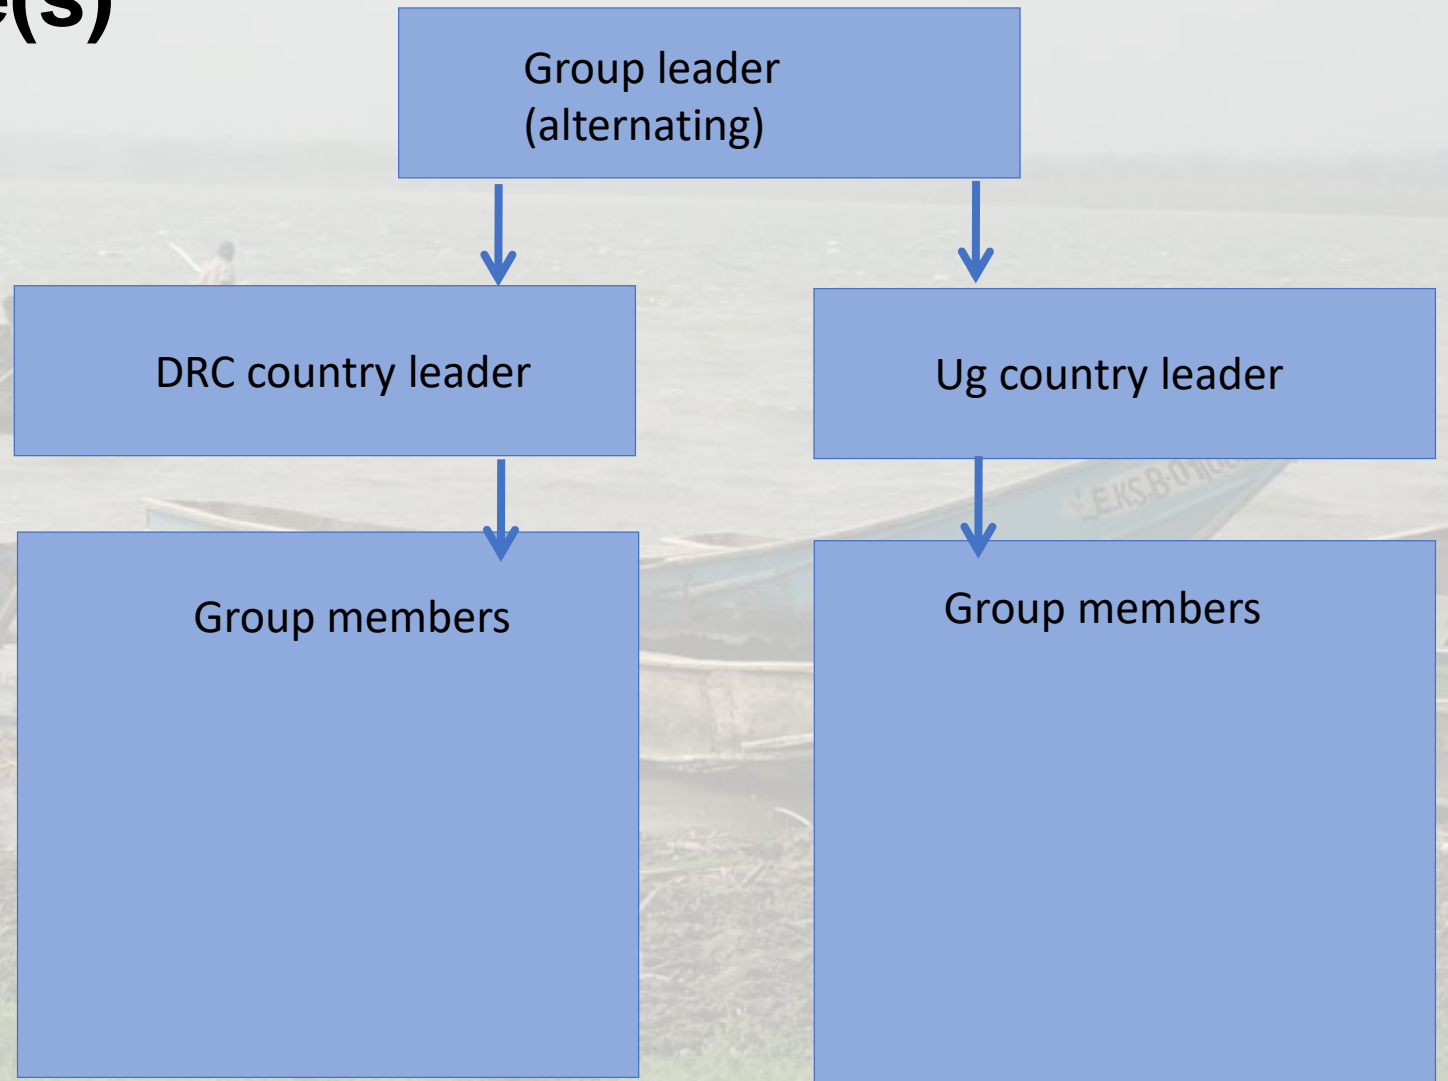 e(s)
Group leader
(alternating)
DRC country leader
Ug country leader
Group members
Group members